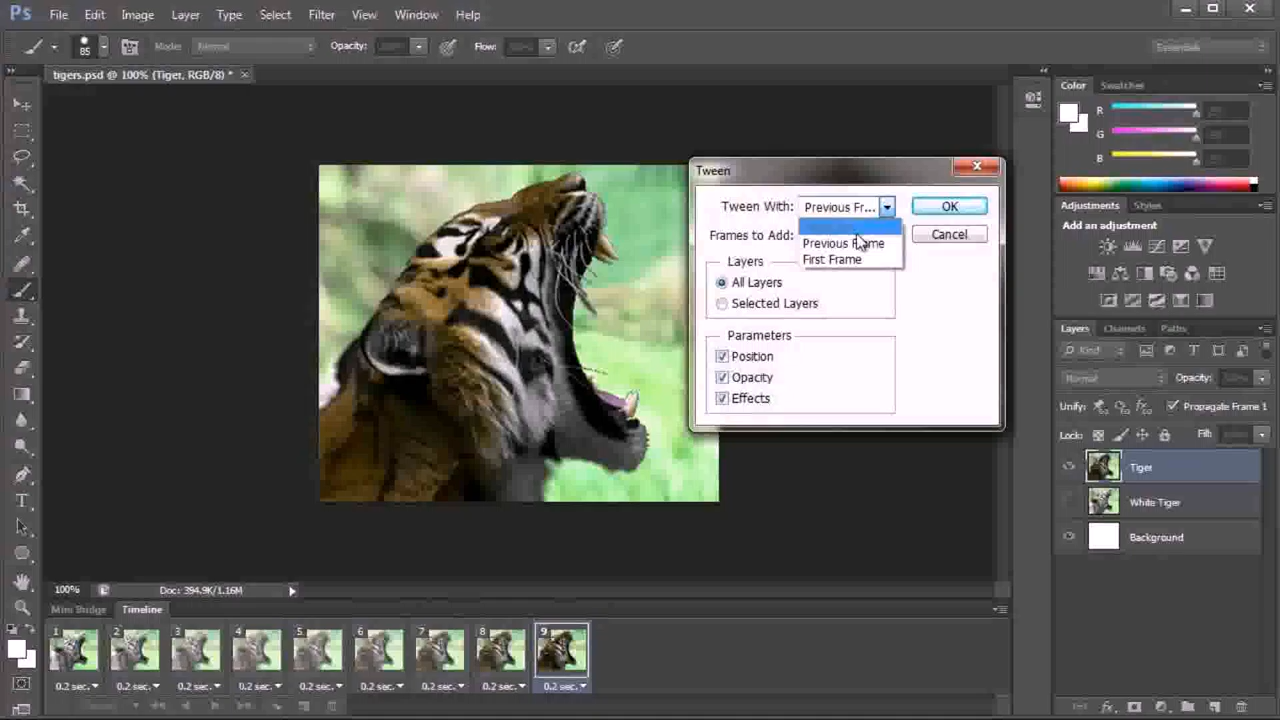 Ps File Edit Image Layer Type Select Filter View Window Help
85 Mode: Normal Opacity: Flow: Essentials
tigers.psd @ 100% (Tiger, RGB/8) *
Color Swatches
R
G
B
Tween
Tween With: Previous Fr... OK
Previous Frame
First Frame
Frames to Add: Cancel
Layers
All Layers
Selected Layers
Parameters
Position
Opacity
Effects
Adjustments Styles
Add an adjustment
Layers Channels Paths
Kind
Normal Opacity:
Unify: Propagate Frame 1
Lock: Fill:
Tiger
White Tiger
Background
100% Doc: 394.9K/1.16M
Mini Bridge Timeline
1 2 3 4 5 6 7 8 9
0.2 sec. 0.2 sec. 0.2 sec. 0.2 sec. 0.2 sec. 0.2 sec. 0.2 sec. 0.2 sec. 0.2 sec.